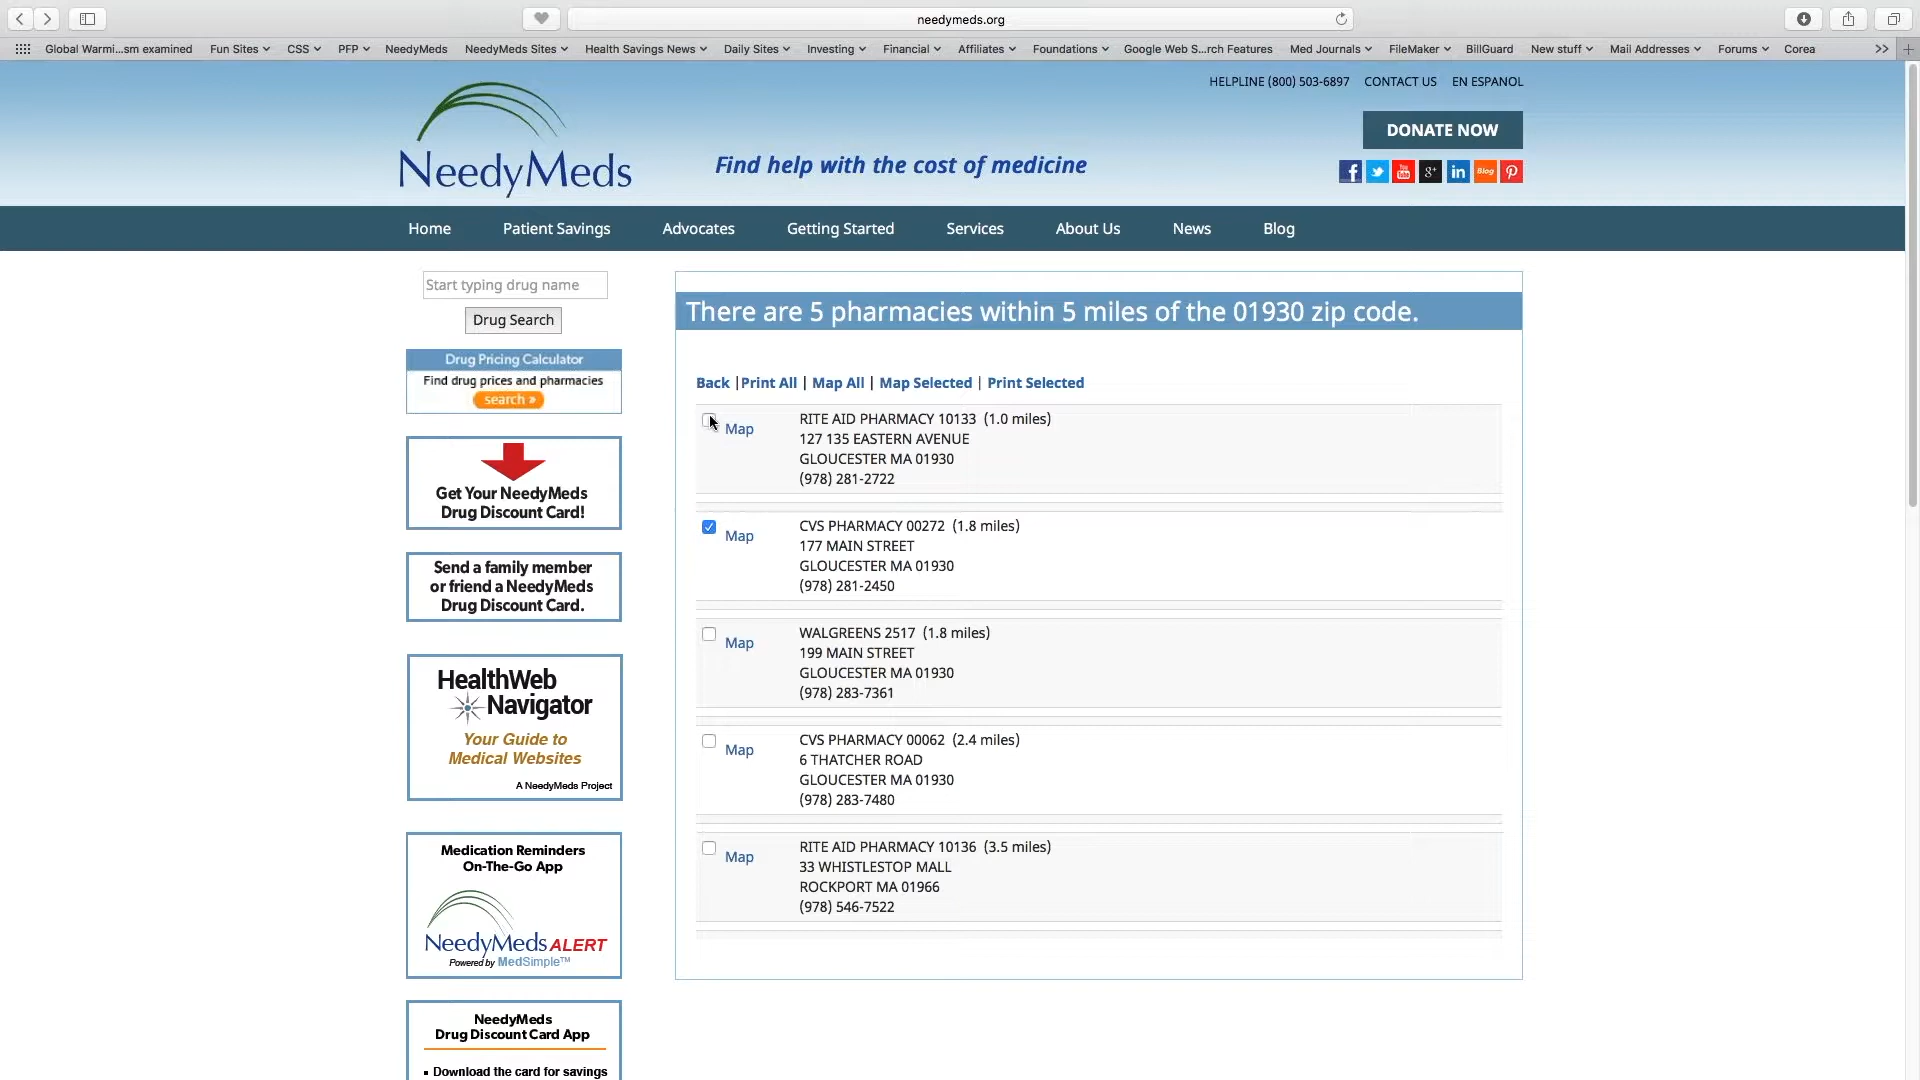 needymeds.org
Global Warmi...sm examined Fun Sites CSS PFP NeedyMeds NeedyMeds Sites Health Savings News Daily Sites Investing Financial Affiliates Foundations Google Web S...rch Features Med Journals FileMaker BillGuard New stuff Mail Addresses Forums Corea
HELPLINE (800) 503-6897 CONTACT US EN ESPANOL
NeedyMeds
Find help with the cost of medicine
DONATE NOW
Blog
Home Patient Savings Advocates Getting Started Services About Us News Blog
Start typing drug name
Drug Search
Drug Pricing Calculator
Find drug prices and pharmacies
search »
Get Your NeedyMeds
Drug Discount Card!
Send a family member
or friend a NeedyMeds
Drug Discount Card.
HealthWeb
Navigator
Your Guide to
Medical Websites
A NeedyMeds Project
Medication Reminders
On-The-Go App
NeedyMeds ALERT
Powered by MedSimple™
NeedyMeds
Drug Discount Card App
▪ Download the card for savings
There are 5 pharmacies within 5 miles of the 01930 zip code.
Back |Print All | Map All | Map Selected | Print Selected
Map
RITE AID PHARMACY 10133 (1.0 miles)
127 135 EASTERN AVENUE
GLOUCESTER MA 01930
(978) 281-2722
Map
CVS PHARMACY 00272 (1.8 miles)
177 MAIN STREET
GLOUCESTER MA 01930
(978) 281-2450
Map
WALGREENS 2517 (1.8 miles)
199 MAIN STREET
GLOUCESTER MA 01930
(978) 283-7361
Map
CVS PHARMACY 00062 (2.4 miles)
6 THATCHER ROAD
GLOUCESTER MA 01930
(978) 283-7480
Map
RITE AID PHARMACY 10136 (3.5 miles)
33 WHISTLESTOP MALL
ROCKPORT MA 01966
(978) 546-7522